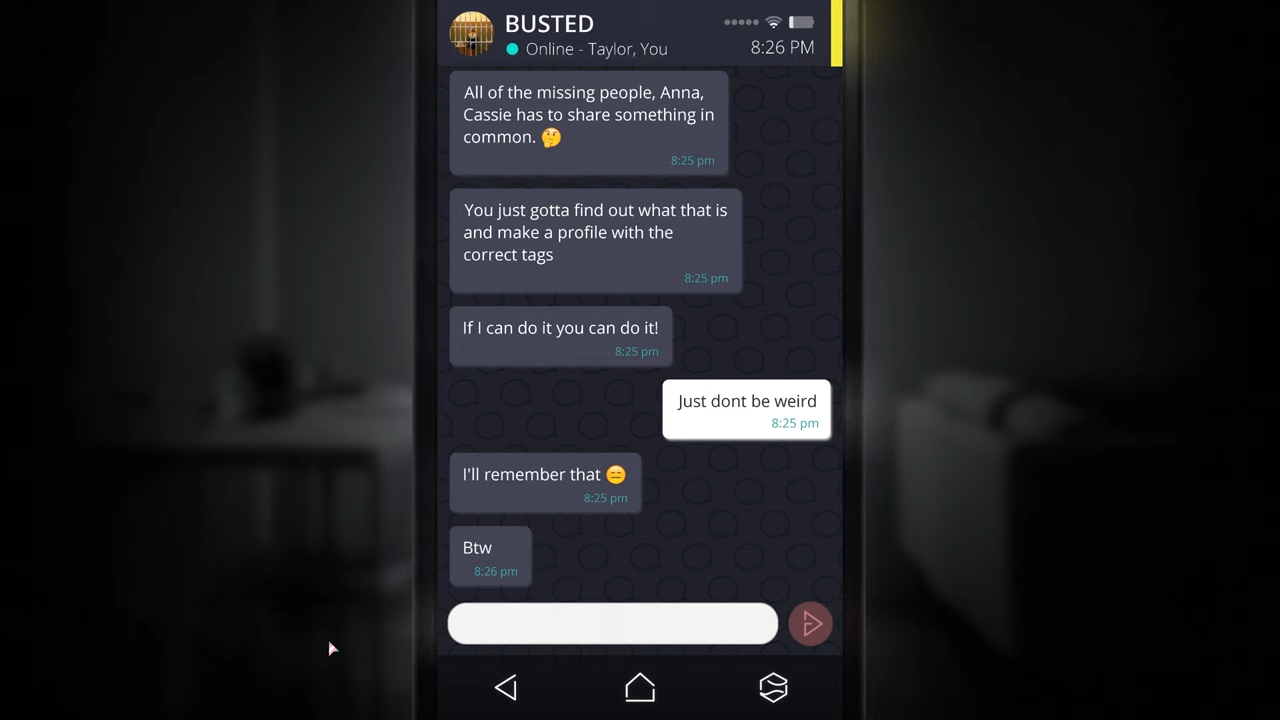 BUSTED
Online - Taylor, You
8:26 PM
All of the missing people, Anna,
Cassie has to share something in
common. 🤔
8:25 pm
You just gotta find out what that is
and make a profile with the
correct tags
8:25 pm
If I can do it you can do it!
8:25 pm
Just dont be weird
8:25 pm
I'll remember that 😑
8:25 pm
Btw
8:26 pm